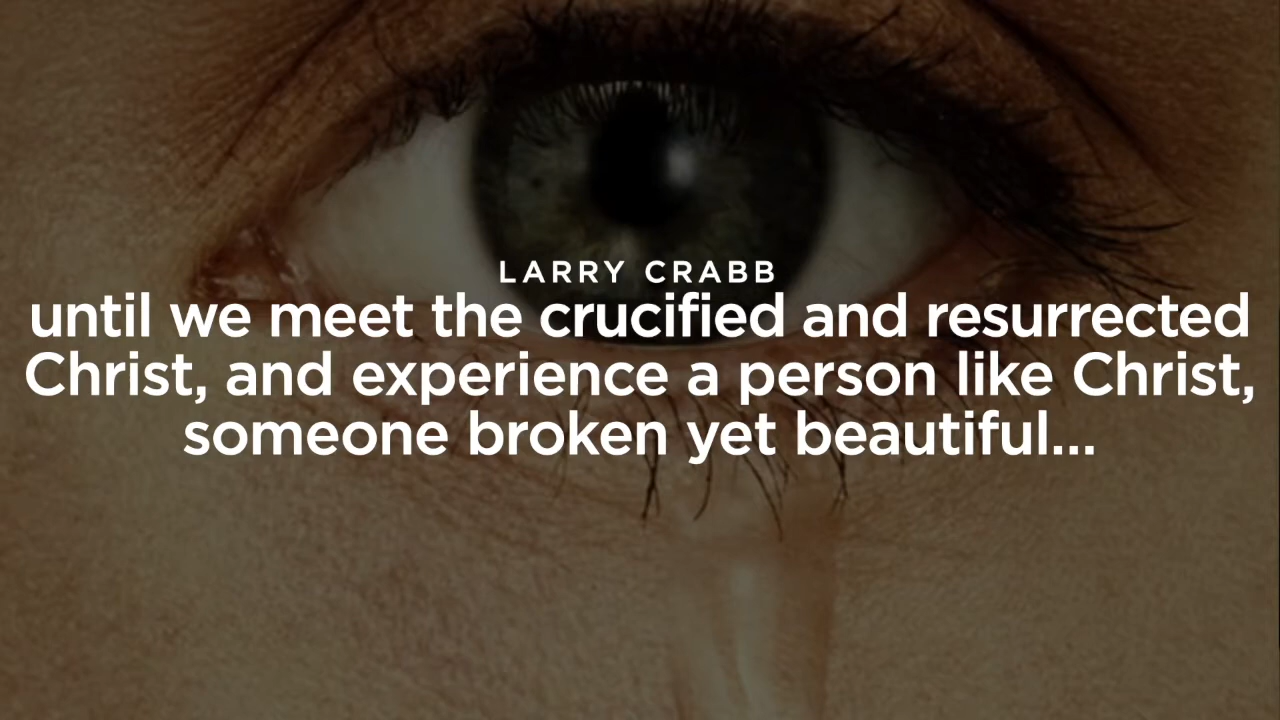 LARRY CRABB
until we meet the crucified and resurrected
Christ, and experience a person like Christ,
someone broken yet beautiful...